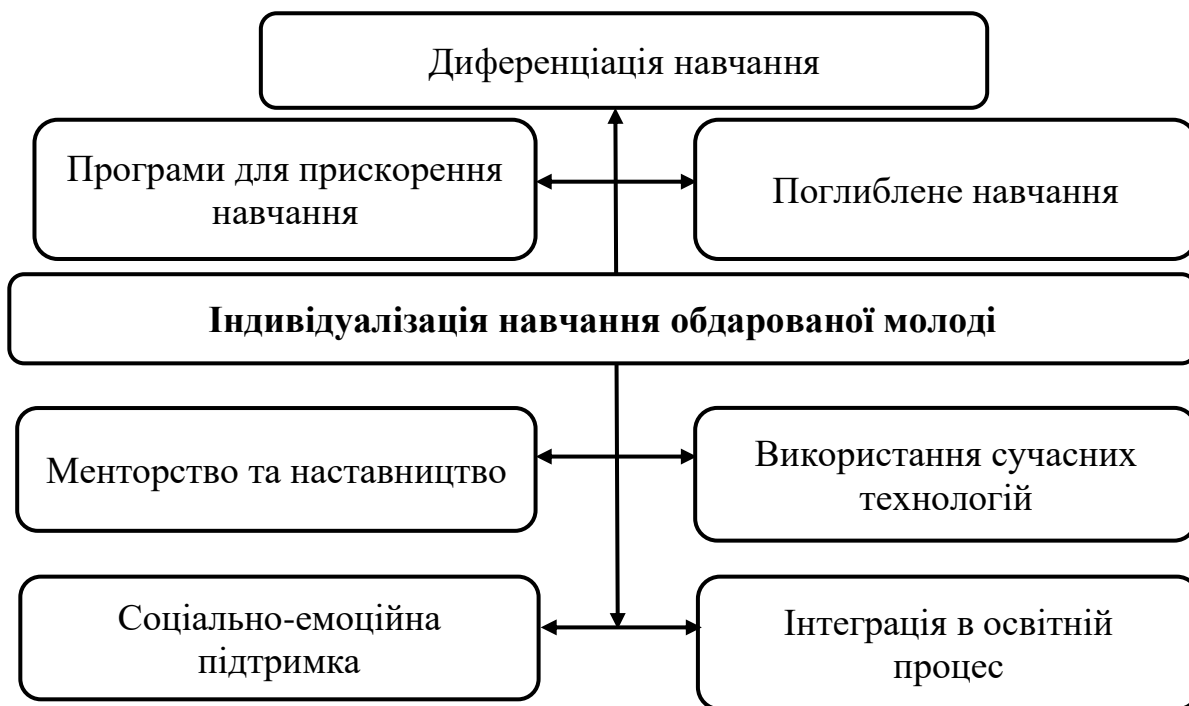 Диференціація навчання
Програми для прискорення
навчання
Поглиблене навчання
Індивідуалізація навчання обдарованої молоді
Менторство та наставництво
Використання сучасних
технологій
Соціально-емоційна
підтримка
Інтеграція в освітній
процес